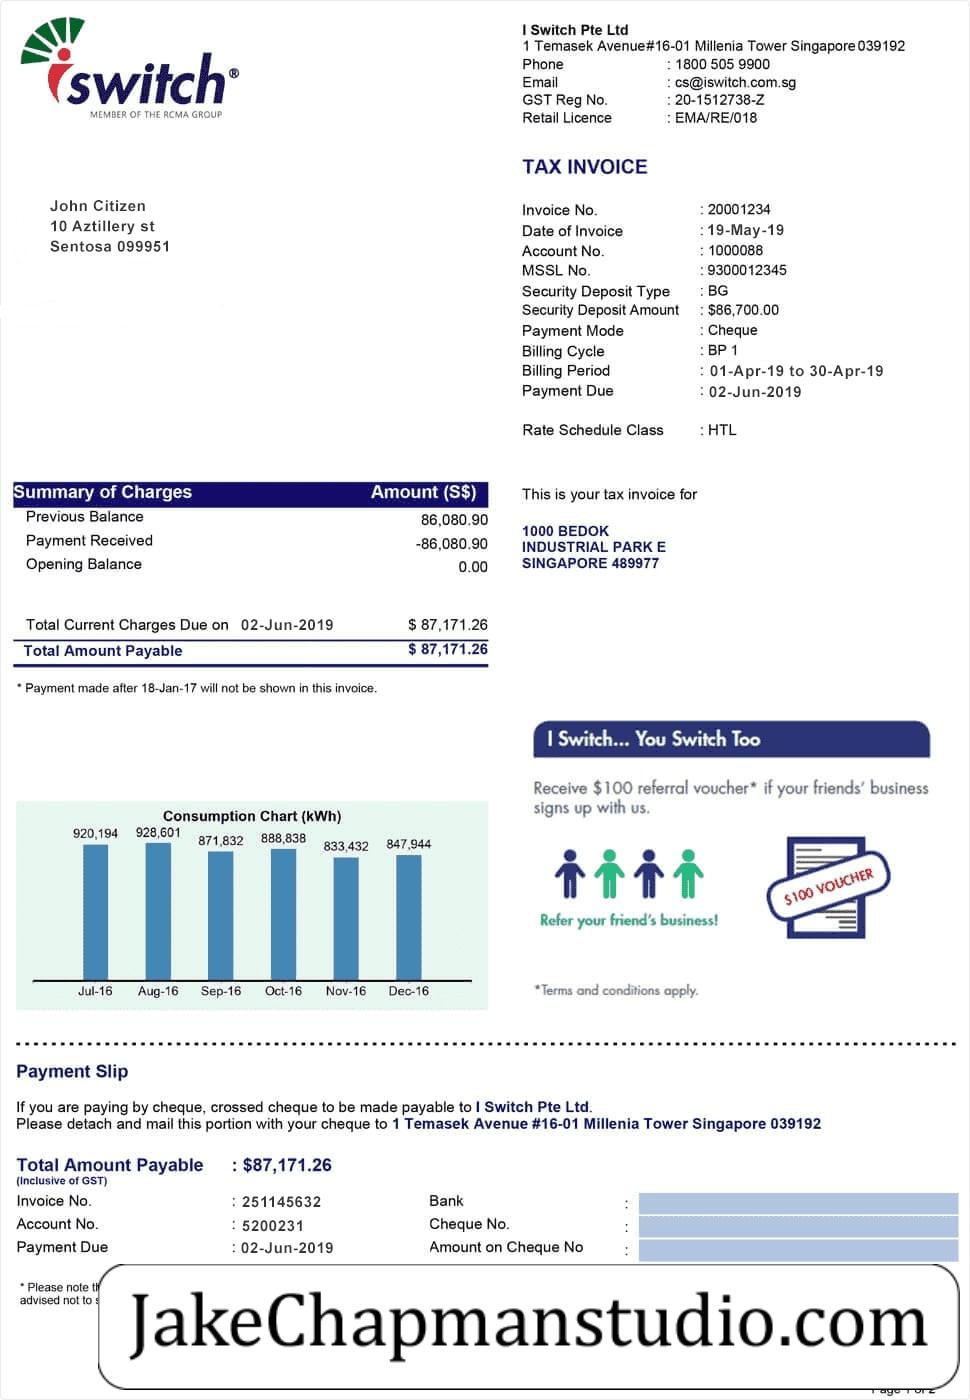 iswitch®
MEMBER OF THE RCMA GROUP
I Switch Pte Ltd
1 Temasek Avenue#16-01 Millenia Tower Singapore 039192
Phone : 1800 505 9900
Email : cs@iswitch.com.sg
GST Reg No. : 20-1512738-Z
Retail Licence : EMA/RE/018
TAX INVOICE
John Citizen
10 Aztillery st
Sentosa 099951
Invoice No. : 20001234
Date of Invoice : 19-May-19
Account No. : 1000088
MSSL No. : 9300012345
Security Deposit Type : BG
Security Deposit Amount : $86,700.00
Payment Mode : Cheque
Billing Cycle : BP 1
Billing Period : 01-Apr-19 to 30-Apr-19
Payment Due : 02-Jun-2019
Rate Schedule Class : HTL
Summary of Charges Amount (S$)
Previous Balance 86,080.90
Payment Received -86,080.90
Opening Balance 0.00
Total Current Charges Due on 02-Jun-2019 $ 87,171.26
Total Amount Payable $ 87,171.26
* Payment made after 18-Jan-17 will not be shown in this invoice.
This is your tax invoice for
1000 BEDOK
INDUSTRIAL PARK E
SINGAPORE 489977
I Switch... You Switch Too
Receive $100 referral voucher* if your friends' business
signs up with us.
$100 VOUCHER
Refer your friend's business!
*Terms and conditions apply.
Consumption Chart (kWh)
920,194 928,601 871,832 888,838 833,432 847,944
Jul-16 Aug-16 Sep-16 Oct-16 Nov-16 Dec-16
Payment Slip
If you are paying by cheque, crossed cheque to be made payable to I Switch Pte Ltd.
Please detach and mail this portion with your cheque to 1 Temasek Avenue #16-01 Millenia Tower Singapore 039192
Total Amount Payable : $87,171.26
(Inclusive of GST)
Invoice No. : 251145632 Bank :
Account No. : 5200231 Cheque No. :
Payment Due : 02-Jun-2019 Amount on Cheque No :
* Please note
advised not to
JakeChapmanstudio.com